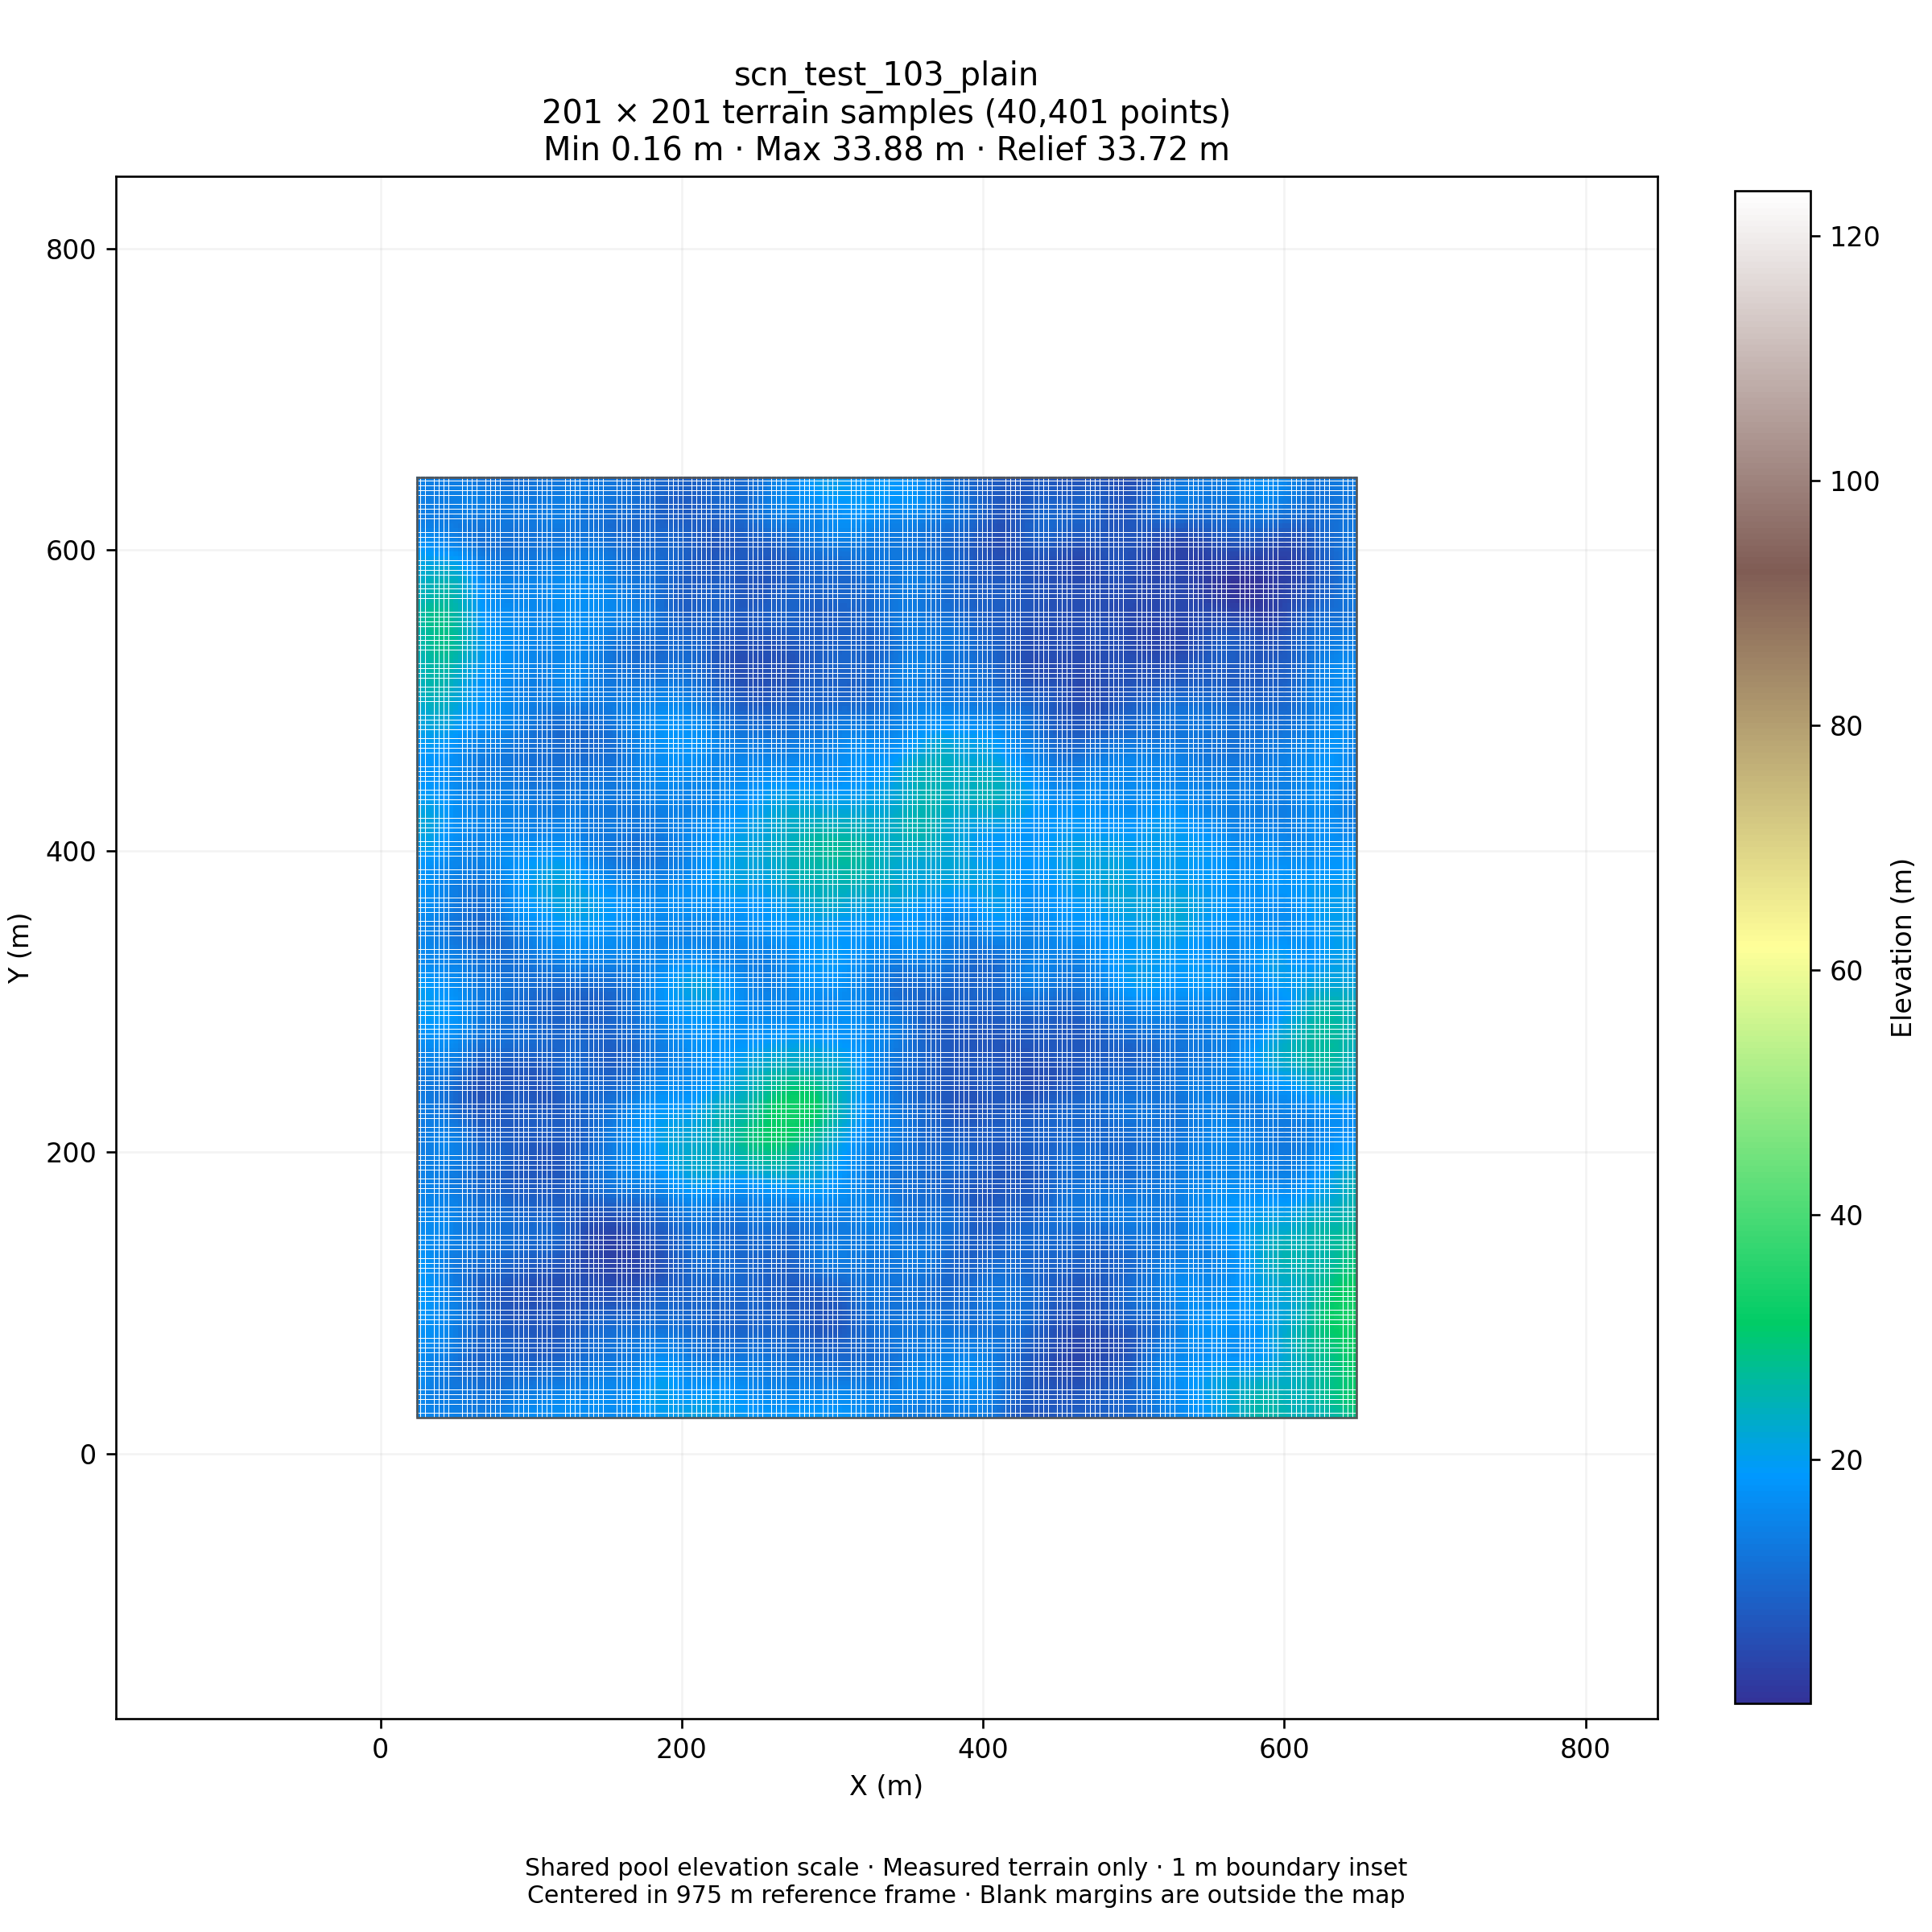 scn_test_103_plain
201 × 201 terrain samples (40,401 points)
Min 0.16 m · Max 33.88 m · Relief 33.72 m
800
600
400
200
0
Y (m)
0
200
400
600
800
X (m)
120
100
80
60
40
20
Elevation (m)
Shared pool elevation scale · Measured terrain only · 1 m boundary inset
Centered in 975 m reference frame · Blank margins are outside the map